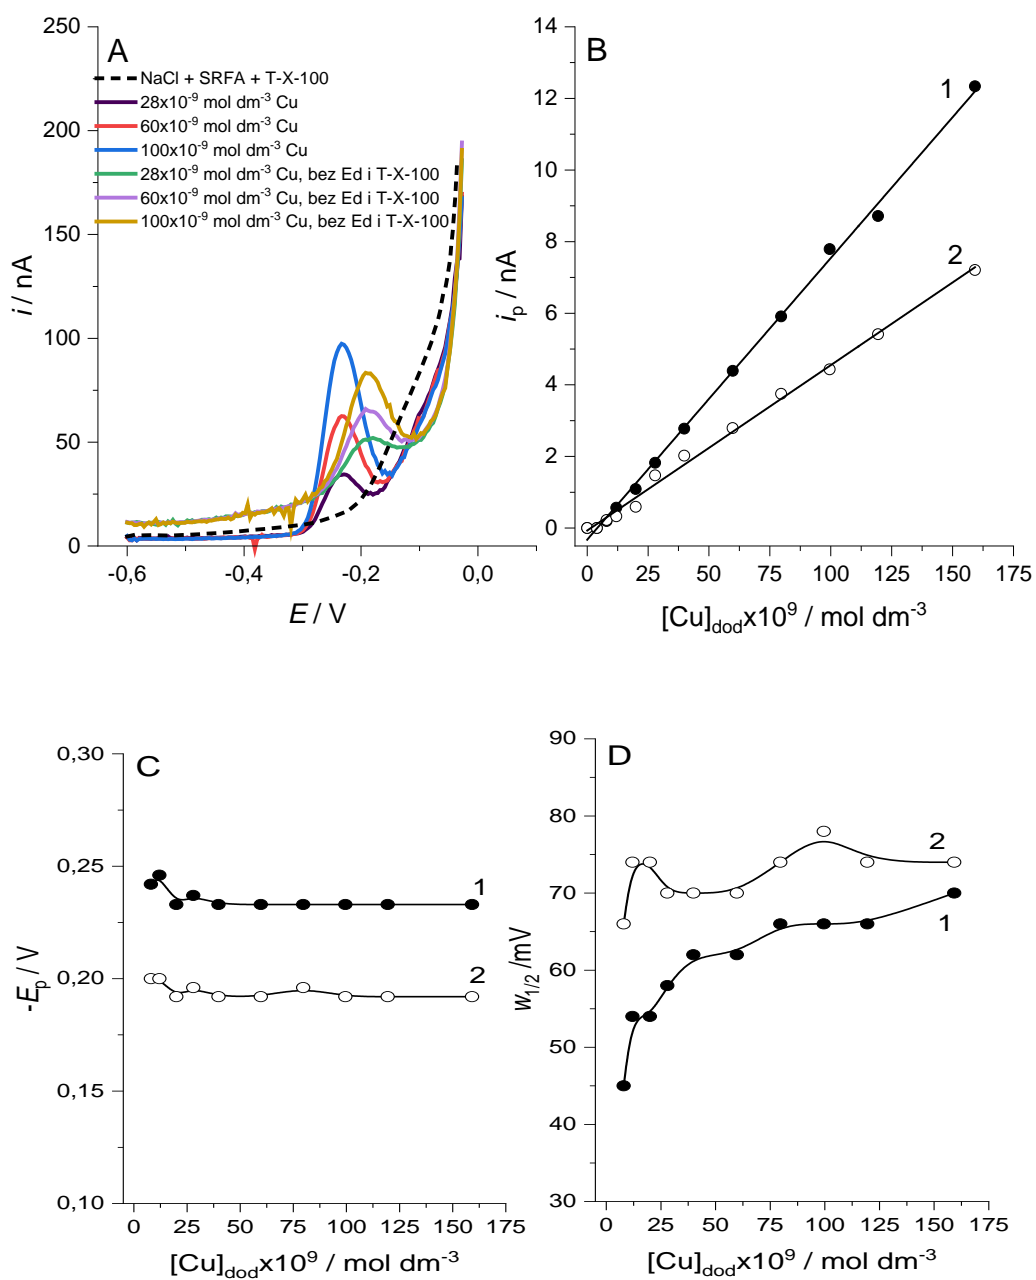 A
NaCl + SRFA + T-X-100
28x10⁻⁹ mol dm⁻³ Cu
60x10⁻⁹ mol dm⁻³ Cu
100x10⁻⁹ mol dm⁻³ Cu
28x10⁻⁹ mol dm⁻³ Cu, bez Ed i T-X-100
60x10⁻⁹ mol dm⁻³ Cu, bez Ed i T-X-100
100x10⁻⁹ mol dm⁻³ Cu, bez Ed i T-X-100
250
200
150
100
50
0
i / nA
-0,6 -0,4 -0,2 0,0
E / V
B
1
2
14
12
10
8
6
4
2
0
iₚ / nA
0 25 50 75 100 125 150 175
[Cu]dodx10⁹ / mol dm⁻³
C
1
2
0,30
0,25
0,20
0,15
0,10
-Eₚ / V
0 25 50 75 100 125 150 175
[Cu]dodx10⁹ / mol dm⁻³
D
2
1
90
80
70
60
50
40
30
w1/2 /mV
0 25 50 75 100 125 150 175
[Cu]dodx10⁹ / mol dm⁻³